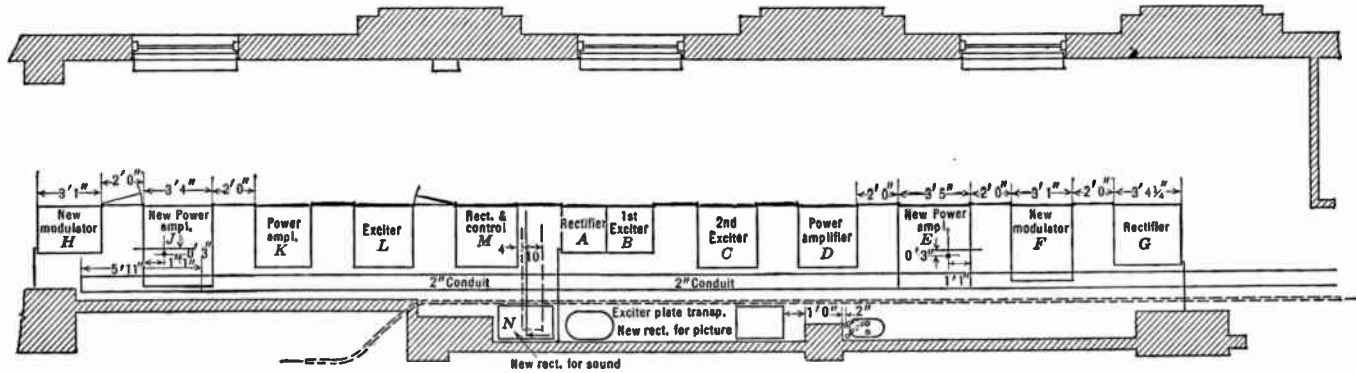 3'1"
2'0"
3'4"
2'0"
2'0"
3'5"
2'0"
3'1"
2'0"
3'4¼"
New
modulator
H
New Power
ampl.
J
Power
ampl.
K
Exciter
L
Rect. &
control
M
Rectifier
A
1st
Exciter
B
2nd
Exciter
C
Power
amplifier
D
New Power
ampl
E
New
modulator
F
Rectifier
G
0'3"
1'1"
5'11"
4
10
0'3"
1'1"
2"Conduit
2"Conduit
N
Exciter plate transp.
New rect. for picture
1'0"
2"
New rect. for sound